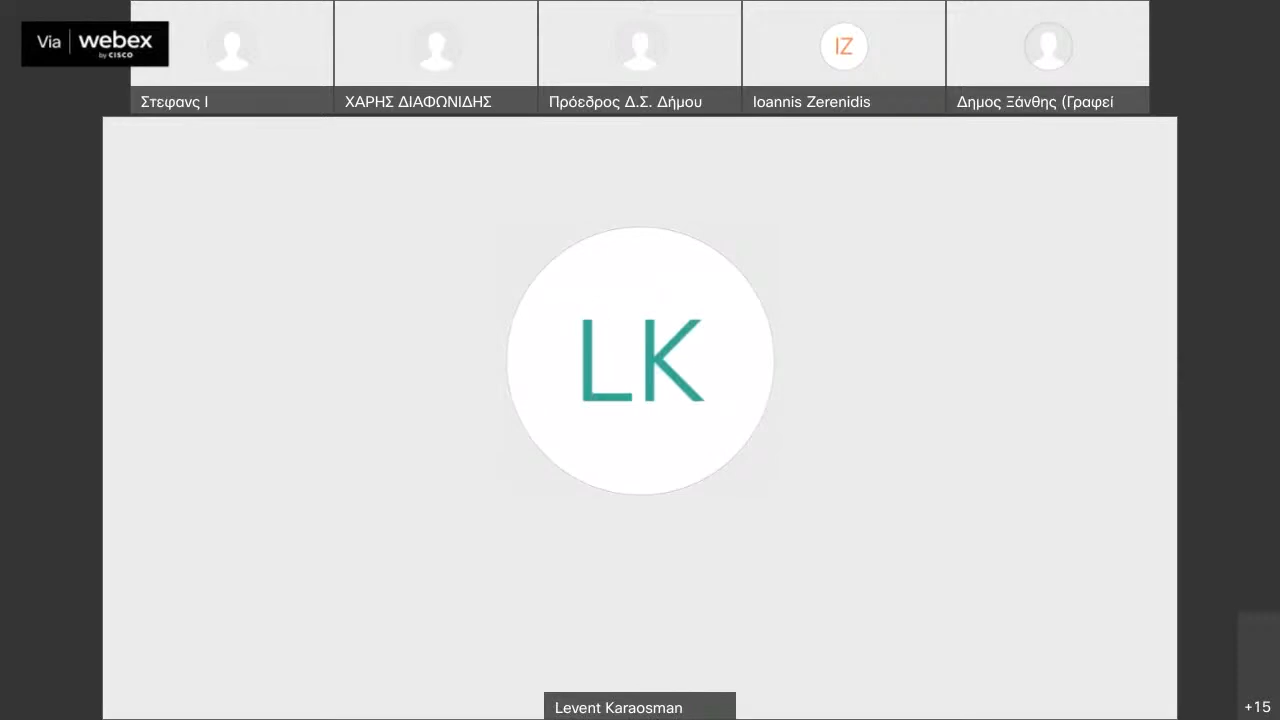 Via | webex
by CISCO
Στεφανς Ι
ΧΑΡΗΣ ΔΙΑΦΩΝΙΔΗΣ
Πρόεδρος Δ.Σ. Δήμου
IZ
Ioannis Zerenidis
Δημος Ξάνθης (Γραφεί
LK
Levent Karaosman
+15